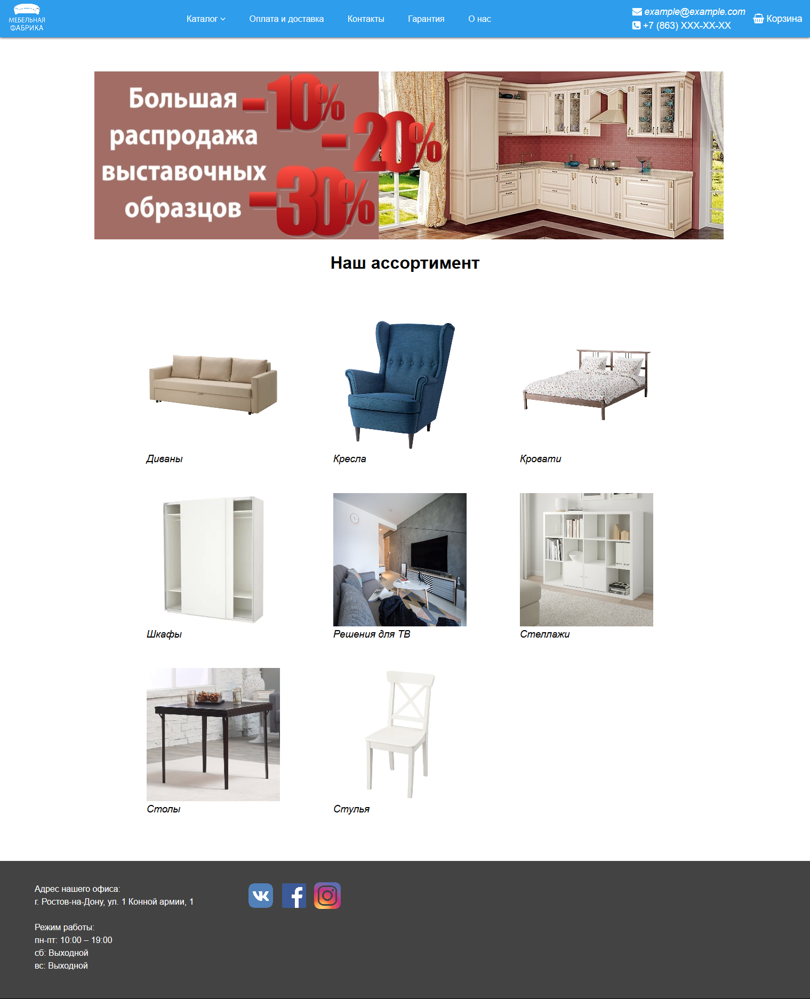 МЕБЕЛЬНАЯ
ФАБРИКА
Каталог
Оплата и доставка
Контакты
Гарантия
О нас
example@example.com
+7 (863) XXX-XX-XX
Корзина
Большая
распродажа
выставочных
образцов
-10%
-20%
-30%
Наш ассортимент
Диваны
Кресла
Кровати
Шкафы
Решения для ТВ
Стеллажи
Столы
Стулья
Адрес нашего офиса:
г. Ростов-на-Дону, ул. 1 Конной армии, 1
Режим работы:
пн-пт: 10:00 – 19:00
сб: Выходной
вс: Выходной